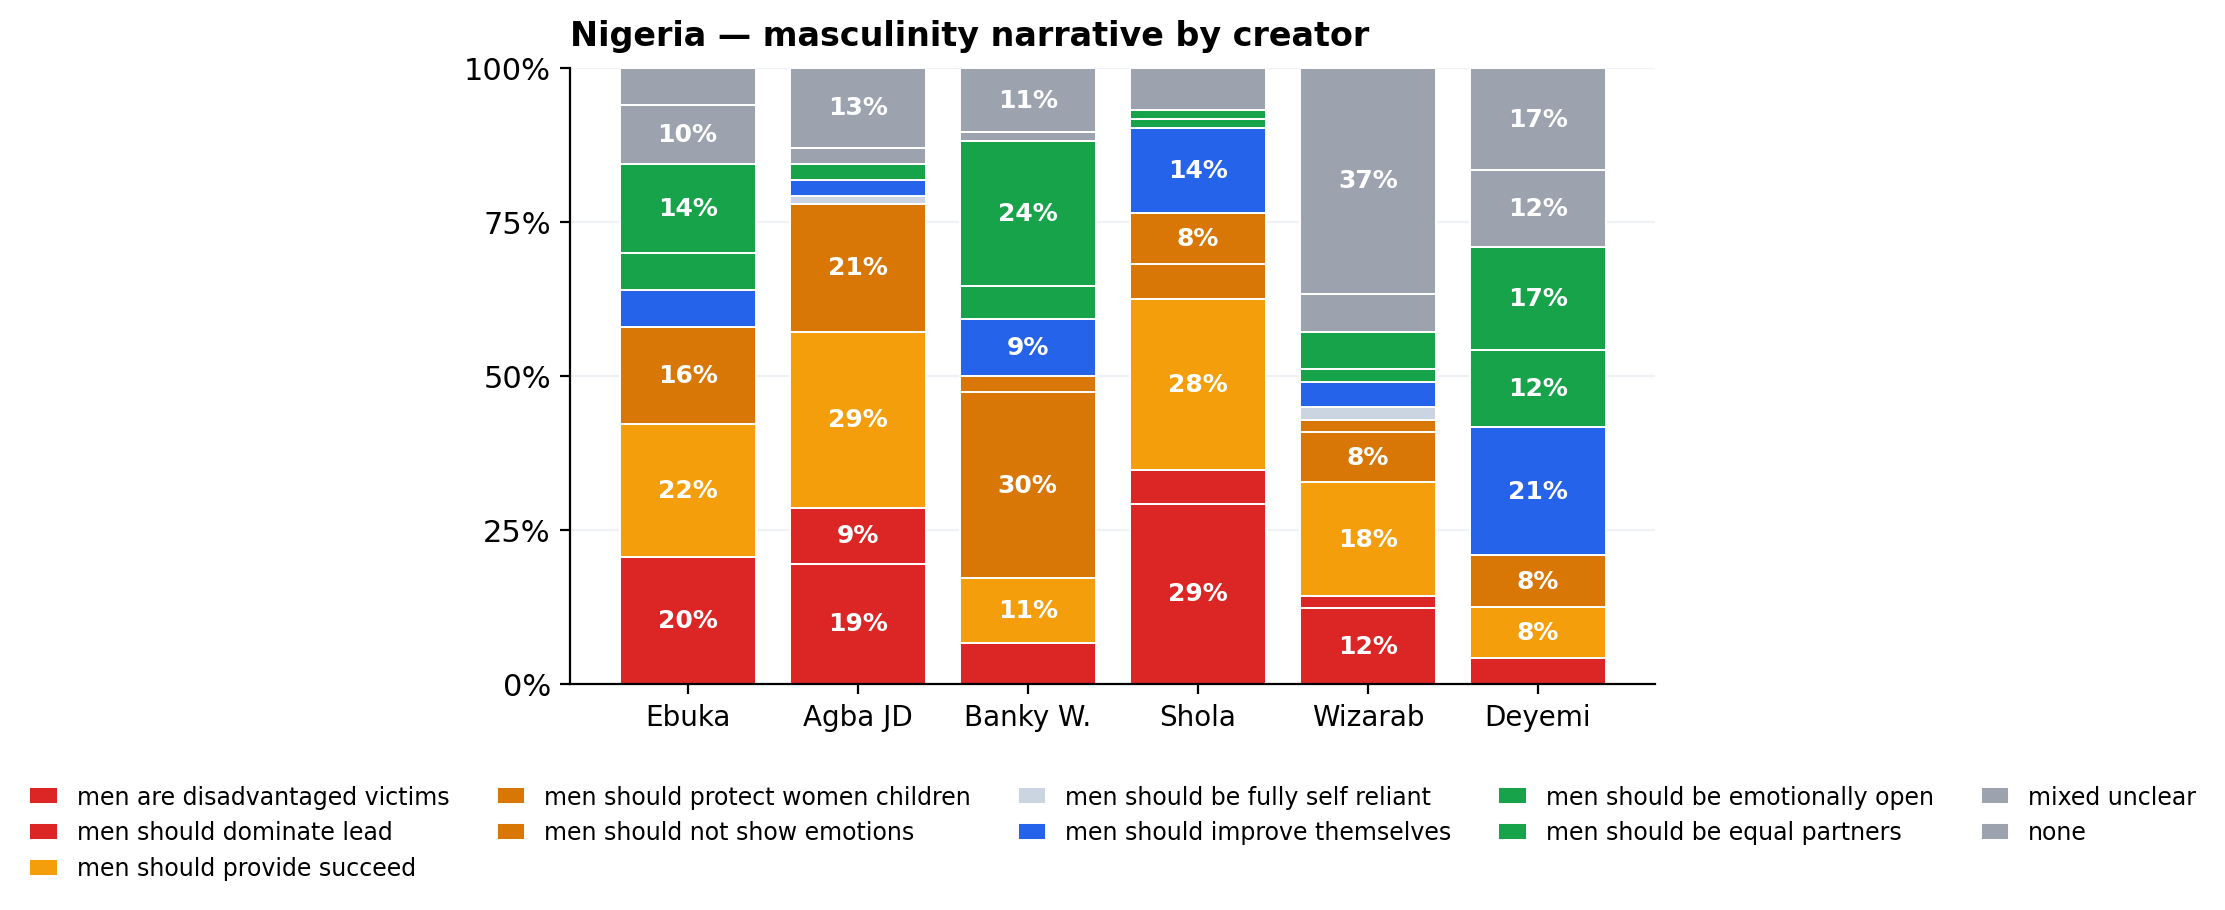 Nigeria — masculinity narrative by creator
100%
75%
50%
25%
0%
10%
14%
16%
22%
20%
13%
21%
29%
9%
19%
11%
24%
9%
30%
11%
14%
8%
28%
29%
37%
8%
18%
12%
17%
12%
17%
12%
21%
8%
8%
Ebuka
Agba JD
Banky W.
Shola
Wizarab
Deyemi
men are disadvantaged victims
men should dominate lead
men should provide succeed
men should protect women children
men should not show emotions
men should be fully self reliant
men should improve themselves
men should be emotionally open
men should be equal partners
mixed unclear
none